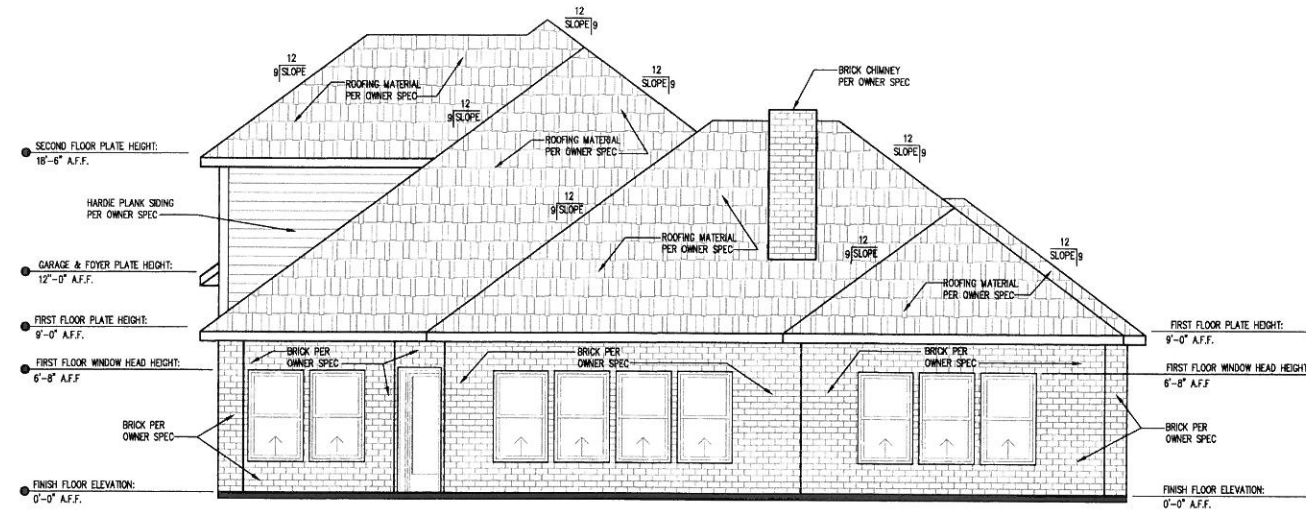 12
SLOPE 9
12
9 SLOPE
12
SLOPE 9
ROOFING MATERIAL
PER OWNER SPEC
BRICK CHIMNEY
PER OWNER SPEC
12
9 SLOPE
ROOFING MATERIAL
PER OWNER SPEC
12
SLOPE 9
SECOND FLOOR PLATE HEIGHT:
18'-6" A.F.F.
HARDIE PLANK SIDING
PER OWNER SPEC
12
9 SLOPE
ROOFING MATERIAL
PER OWNER SPEC
12
9 SLOPE
12
SLOPE 9
GARAGE & FOYER PLATE HEIGHT:
12"-0" A.F.F.
ROOFING MATERIAL
PER OWNER SPEC
FIRST FLOOR PLATE HEIGHT:
9'-0" A.F.F.
FIRST FLOOR PLATE HEIGHT:
9'-0" A.F.F.
FIRST FLOOR WINDOW HEAD HEIGHT:
6'-8" A.F.F
BRICK PER
OWNER SPEC
BRICK PER
OWNER SPEC
BRICK PER
OWNER SPEC
FIRST FLOOR WINDOW HEAD HEIGHT
6'-8" A.F.F
BRICK PER
OWNER SPEC
BRICK PER
OWNER SPEC
FINISH FLOOR ELEVATION:
0'-0" A.F.F.
FINISH FLOOR ELEVATION:
0'-0" A.F.F.